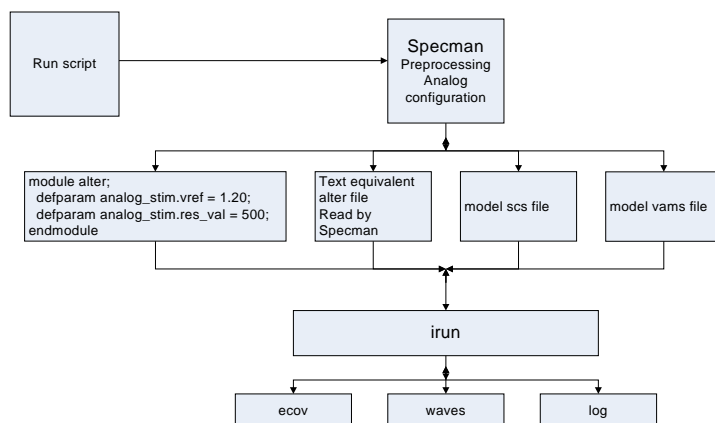 Run script
Specman
Preprocessing
Analog
configuration
module alter;
defparam analog_stim.vref = 1.20;
defparam analog_stim.res_val = 500;
endmodule
Text equivalent
alter file
Read by
Specman
model scs file
model vams file
irun
ecov
waves
log